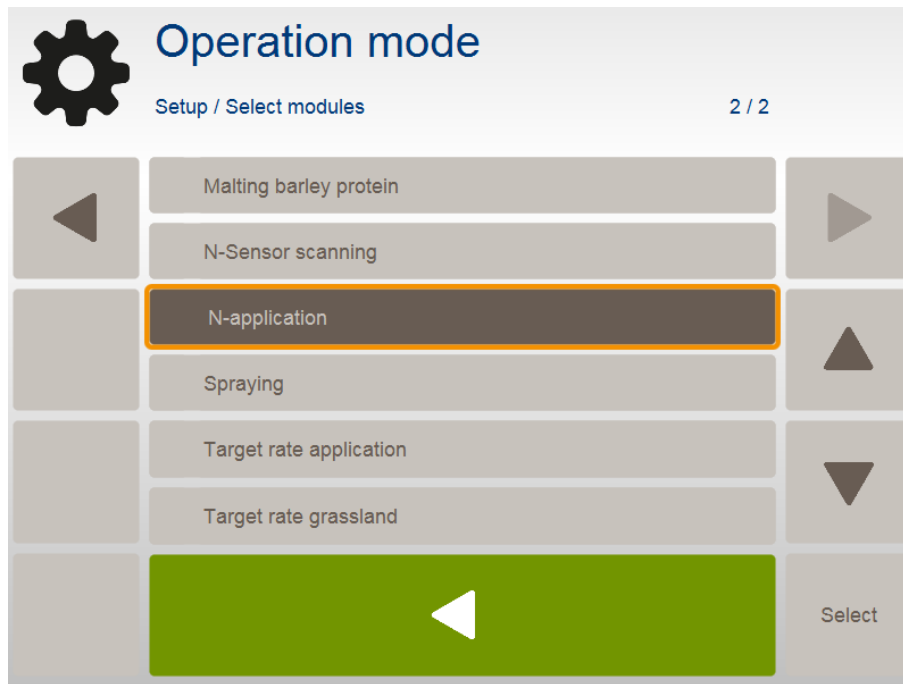 Operation mode
Setup / Select modules 2 / 2
Malting barley protein
N-Sensor scanning
N-application
Spraying
Target rate application
Target rate grassland
Select